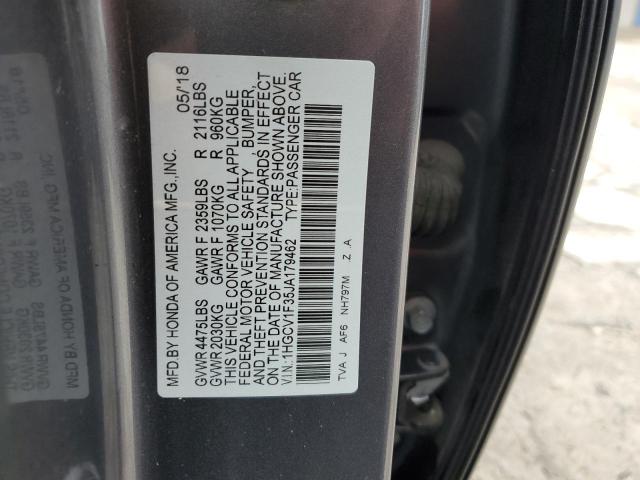 MFD.BY HONDA OF AMERICA MFG.,INC. 05/18
GVWR 4475LBS GAWR F 2359LBS R 2116LBS
GVWR 2030KG GAWR F 1070KG R 960KG
THIS VEHICLE CONFORMS TO ALL APPLICABLE
FEDERAL MOTOR VEHICLE SAFETY , BUMPER,
AND THEFT PREVENTION STANDARDS IN EFFECT
ON THE DATE OF MANUFACTURE SHOWN ABOVE.
V.I.N.:1HGCV1F35JA179462 TYPE:PASSENGER CAR
TVA J AF6 NH797M Z .A